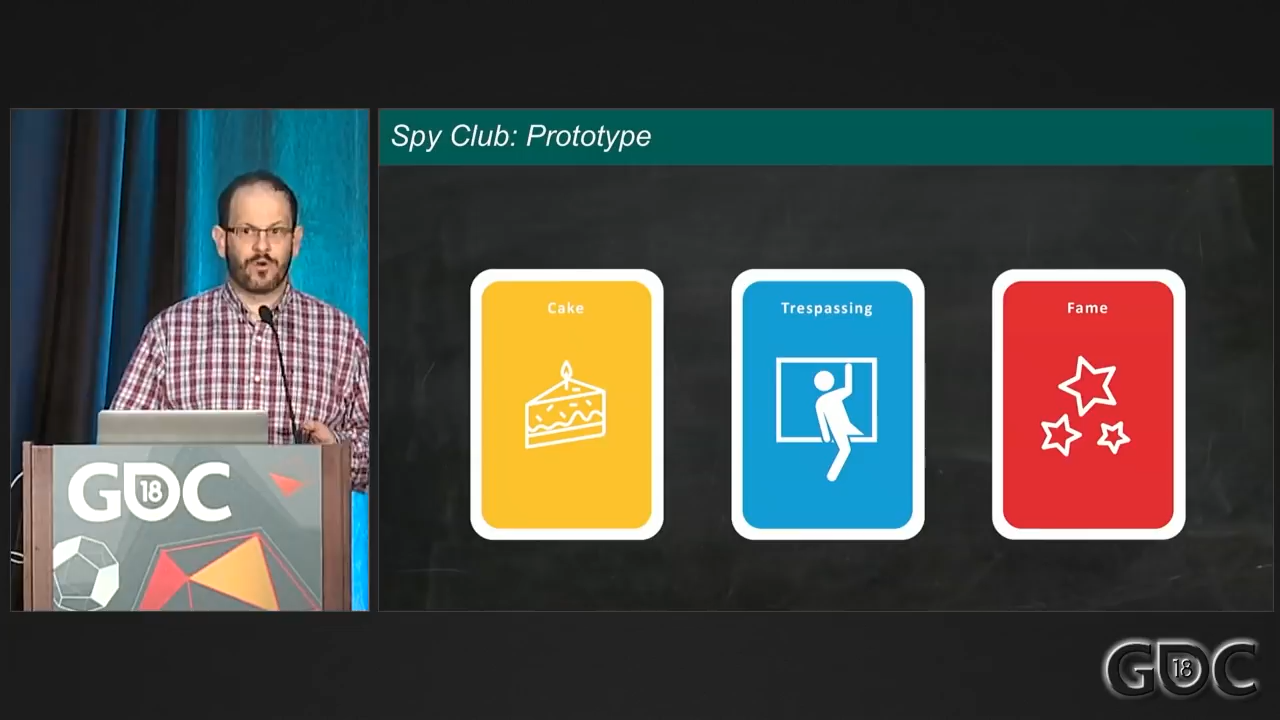 Spy Club: Prototype
Cake
Trespassing
Fame
GDC
18
GDC
18